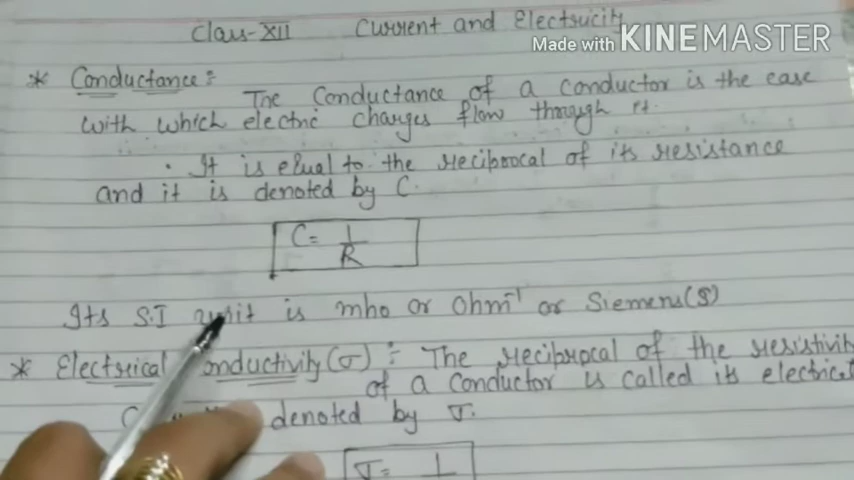 Class-XII Current and Electricity
Made with KINEMASTER
* Conductance :-
The Conductance of a conductor is the ease
with which electric charges flow through it.
. It is equal to the reciprocal of its resistance
and it is denoted by C.
C = 1/R
Its S.I unit is mho or Ohm⁻¹ or Siemens(S)
* Electrical Conductivity (σ) :- The reciprocal of the resistivity
of a Conductor is called its electrical
denoted by σ.
σ = 1